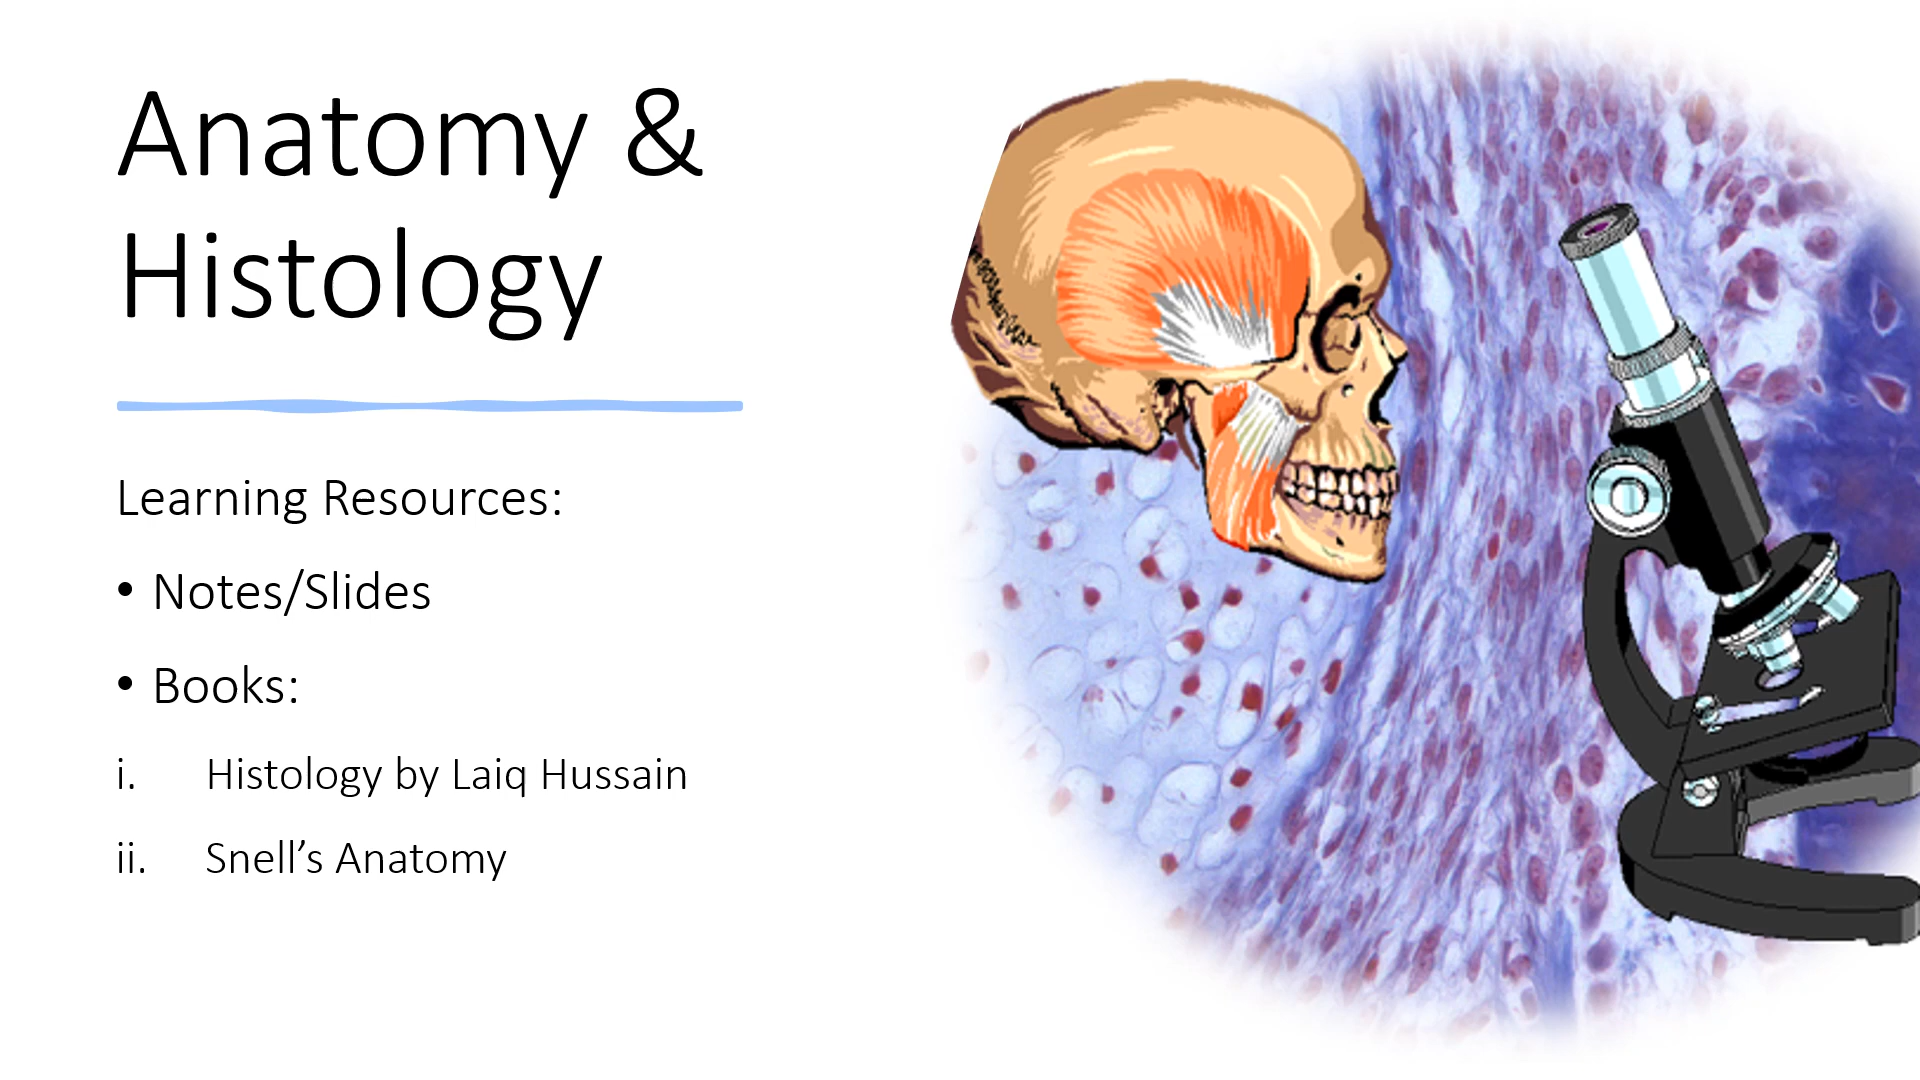 Anatomy &
Histology
Learning Resources:
• Notes/Slides
• Books:
i. Histology by Laiq Hussain
ii. Snell’s Anatomy